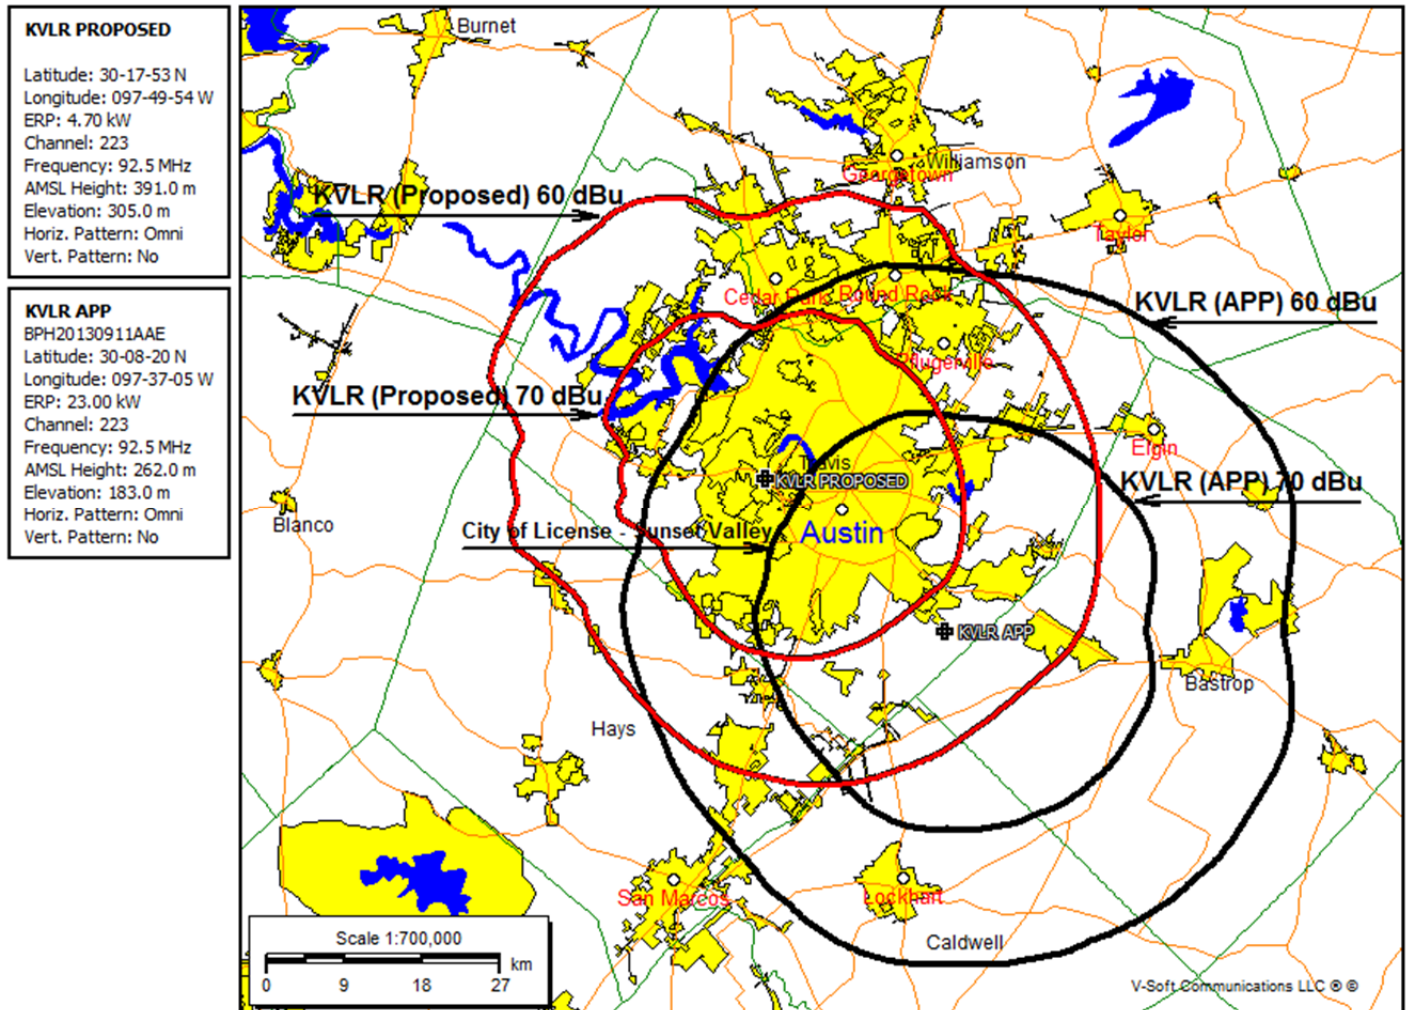 KVLR PROPOSED
Latitude: 30-17-53 N
Longitude: 097-49-54 W
ERP: 4.70 kW
Channel: 223
Frequency: 92.5 MHz
AMSL Height: 391.0 m
Elevation: 305.0 m
Horiz. Pattern: Omni
Vert. Pattern: No
KVLR APP
BPH20130911AAE
Latitude: 30-08-20 N
Longitude: 097-37-05 W
ERP: 23.00 kW
Channel: 223
Frequency: 92.5 MHz
AMSL Height: 262.0 m
Elevation: 183.0 m
Horiz. Pattern: Omni
Vert. Pattern: No
Burnet
Williamson
Georgetown
KVLR (Proposed) 60 dBu
Taylor
Cedar Park
Round Rock
KVLR (APP) 60 dBu
Pflugerville
KVLR (Proposed) 70 dBu
Elgin
Travis
KVLR PROPOSED
KVLR (APP) 70 dBu
Blanco
City of License - Sunset Valley
Austin
KVLR APP
Bastrop
Hays
San Marcos
Lockhart
Caldwell
Scale 1:700,000
km
0 9 18 27
V-Soft Communications LLC ® ©